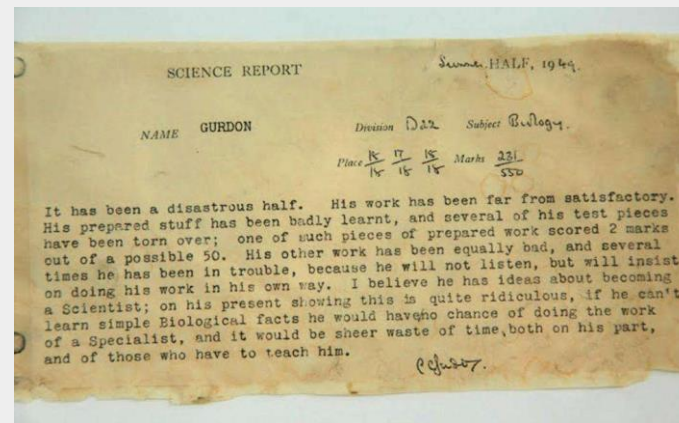 SCIENCE REPORT
Summer HALF, 1949.
NAME GURDON Division D22 Subject Biology.
Place 18/18 17/18 18/18 Marks 231/550
It has been a disastrous half. His work has been far from satisfactory.
His prepared stuff has been badly learnt, and several of his test pieces
have been torn over; one of such pieces of prepared work scored 2 marks
out of a possible 50. His other work has been equally bad, and several
times he has been in trouble, because he will not listen, but will insist
on doing his work in his own way. I believe he has ideas about becoming
a Scientist; on his present showing this is quite ridiculous, if he can't
learn simple Biological facts he would have no chance of doing the work
of a Specialist, and it would be sheer waste of time, both on his part,
and of those who have to teach him.